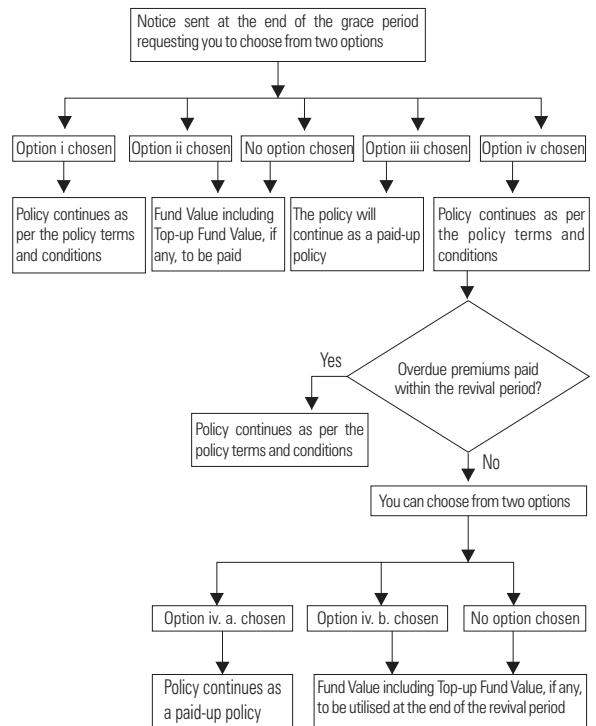 Notice sent at the end of the grace period
requesting you to choose from two options
Option i chosen
Option ii chosen
No option chosen
Option iii chosen
Option iv chosen
Policy continues as
per the policy terms
and conditions
Fund Value including
Top-up Fund Value, if
any, to be paid
The policy will
continue as a paid-up
policy
Policy continues as per
the policy terms and
conditions
Overdue premiums paid
within the revival period?
Yes
Policy continues as per the
policy terms and conditions
No
You can choose from two options
Option iv. a. chosen
Option iv. b. chosen
No option chosen
Policy continues as
a paid-up policy
Fund Value including Top-up Fund Value, if any,
to be utilised at the end of the revival period